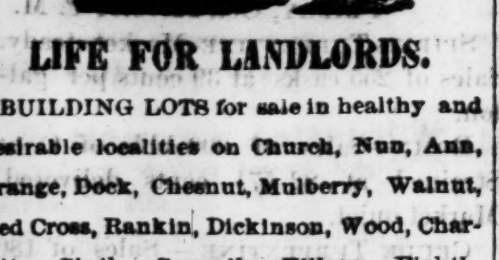 LIFE FOR LANDLORDS.
BUILDING LOTS for sale in healthy and
esirable localities on Church, Nun, Ann,
range, Dock, Chesnut, Mulberry, Walnut,
ed Cross, Rankin, Dickinson, Wood, Char-